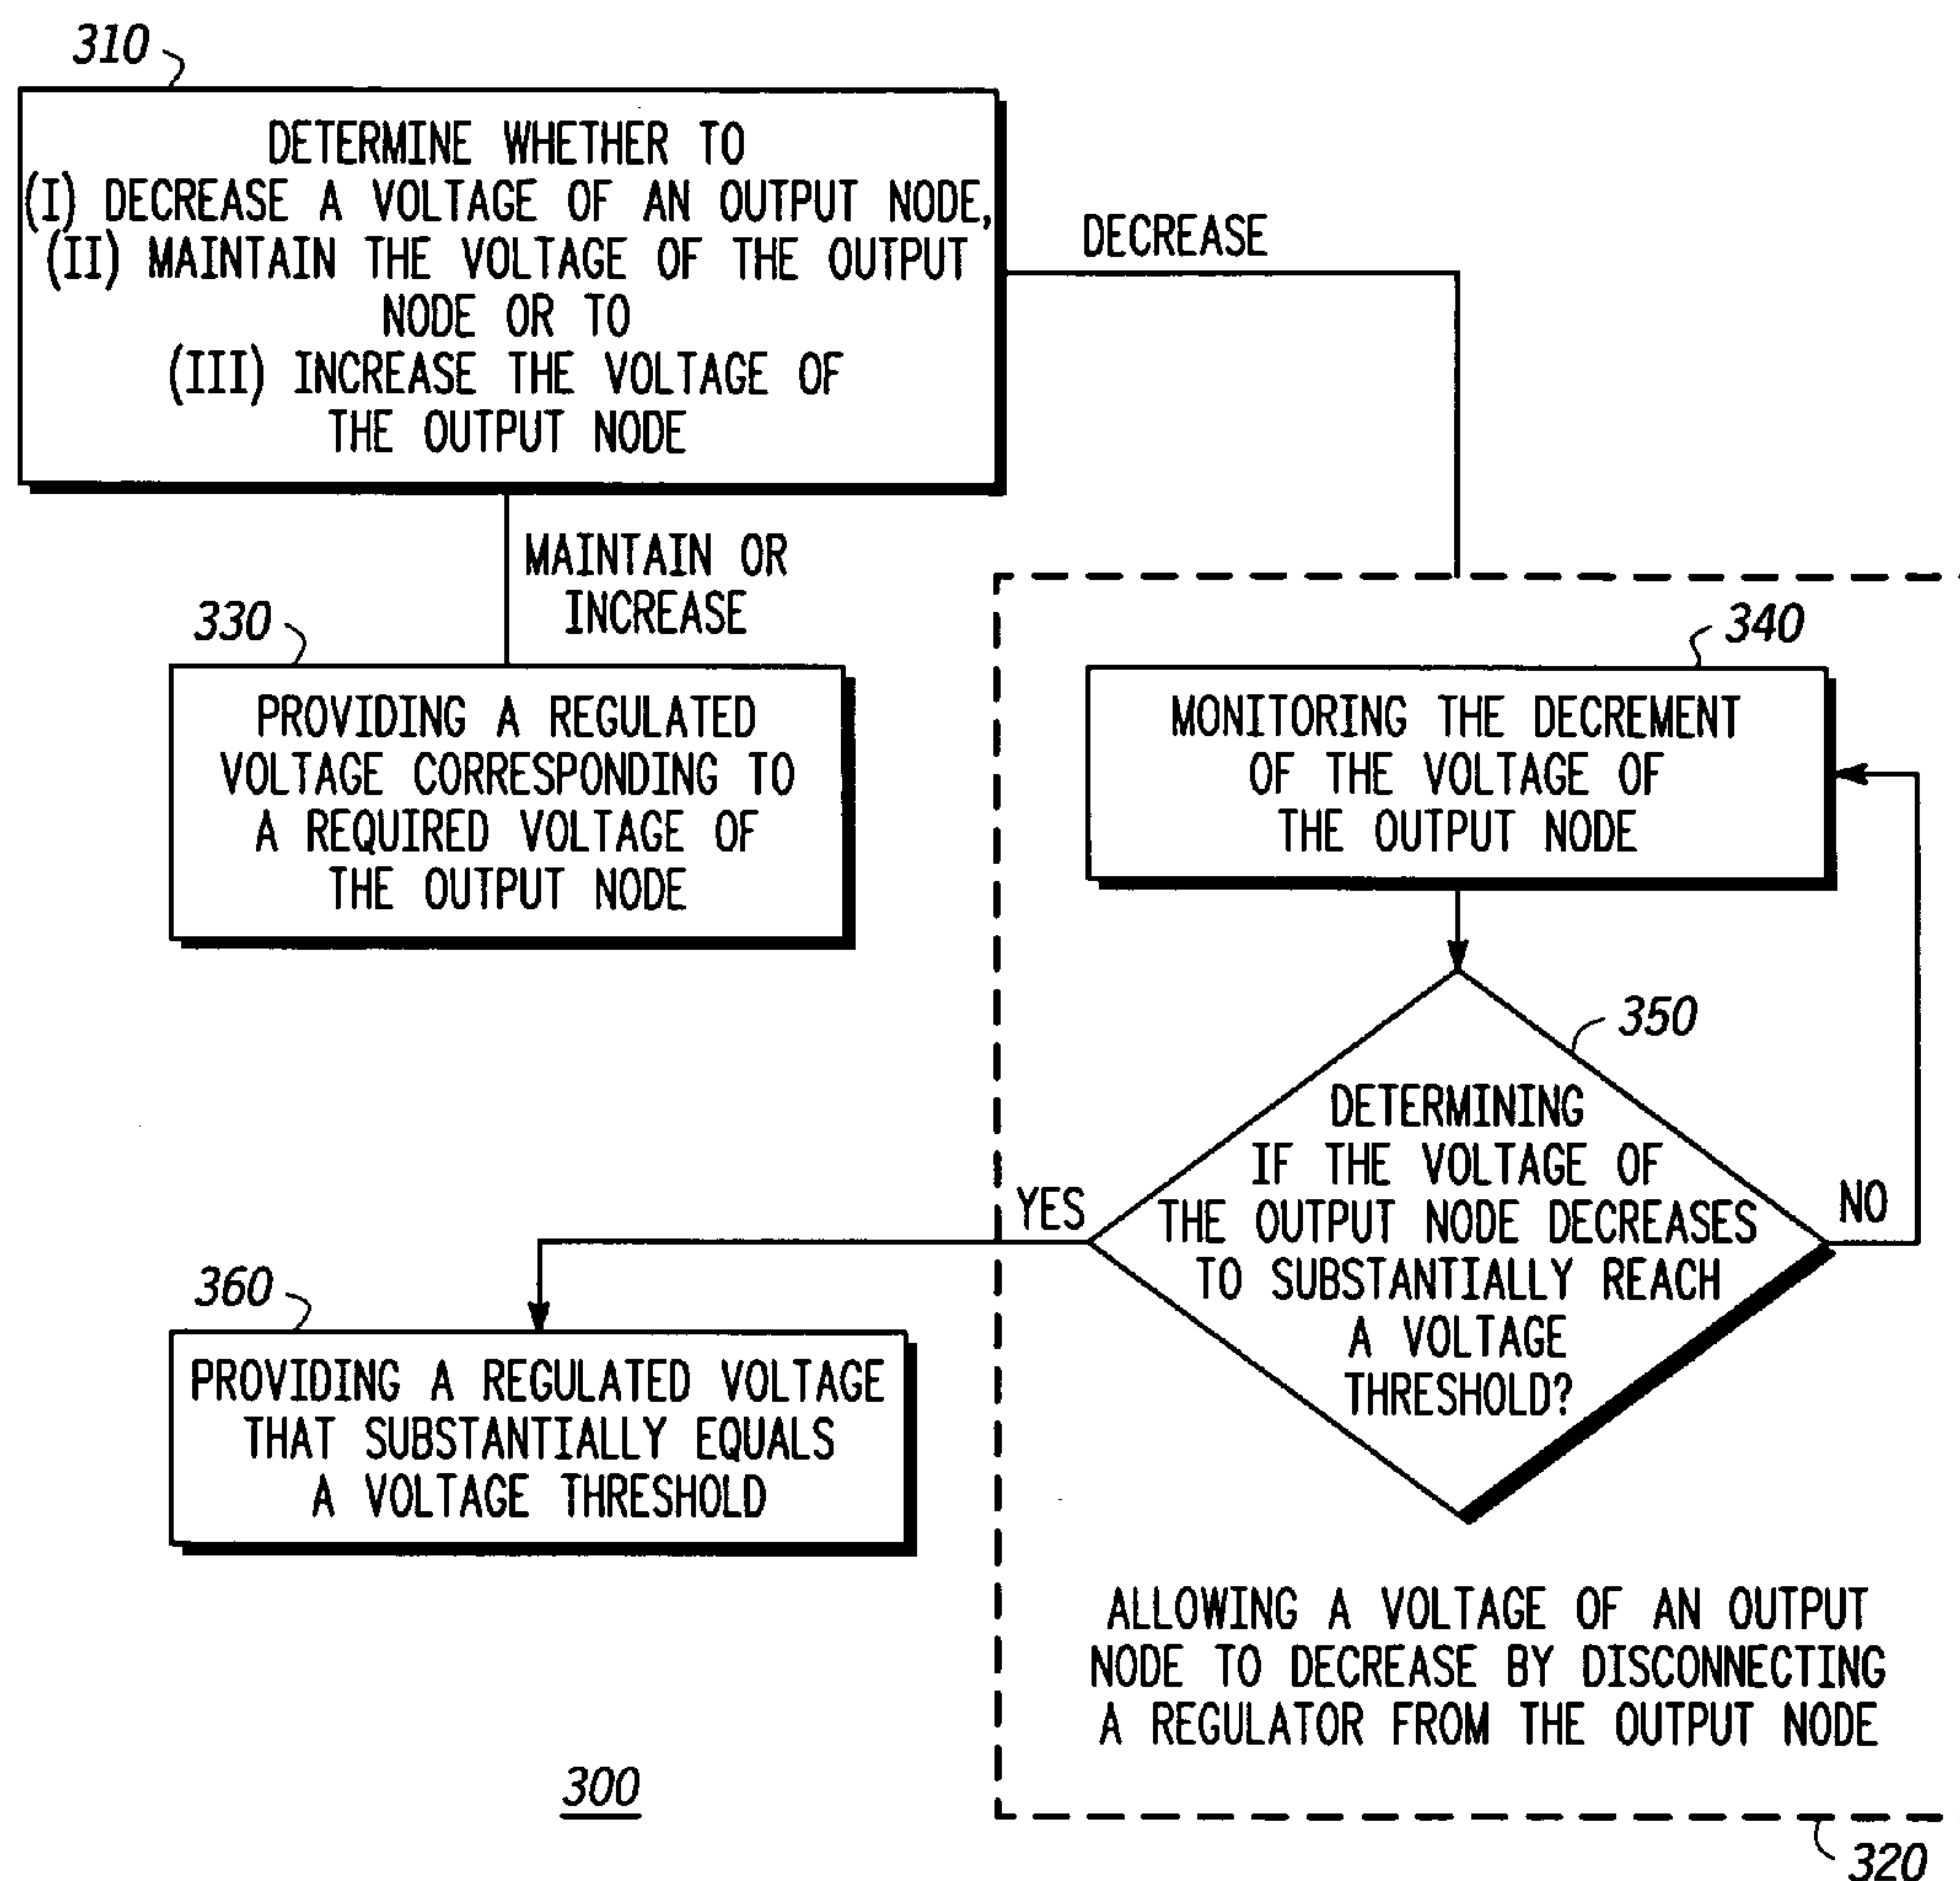 310
DETERMINE WHETHER TO
(I) DECREASE A VOLTAGE OF AN OUTPUT NODE,
(II) MAINTAIN THE VOLTAGE OF THE OUTPUT
NODE OR TO
(III) INCREASE THE VOLTAGE OF
THE OUTPUT NODE
DECREASE
MAINTAIN OR
INCREASE
330
PROVIDING A REGULATED
VOLTAGE CORRESPONDING TO
A REQUIRED VOLTAGE OF
THE OUTPUT NODE
340
MONITORING THE DECREMENT
OF THE VOLTAGE OF
THE OUTPUT NODE
350
DETERMINING
IF THE VOLTAGE OF
THE OUTPUT NODE DECREASES
TO SUBSTANTIALLY REACH
A VOLTAGE
THRESHOLD?
YES
NO
360
PROVIDING A REGULATED VOLTAGE
THAT SUBSTANTIALLY EQUALS
A VOLTAGE THRESHOLD
ALLOWING A VOLTAGE OF AN OUTPUT
NODE TO DECREASE BY DISCONNECTING
A REGULATOR FROM THE OUTPUT NODE
300
320